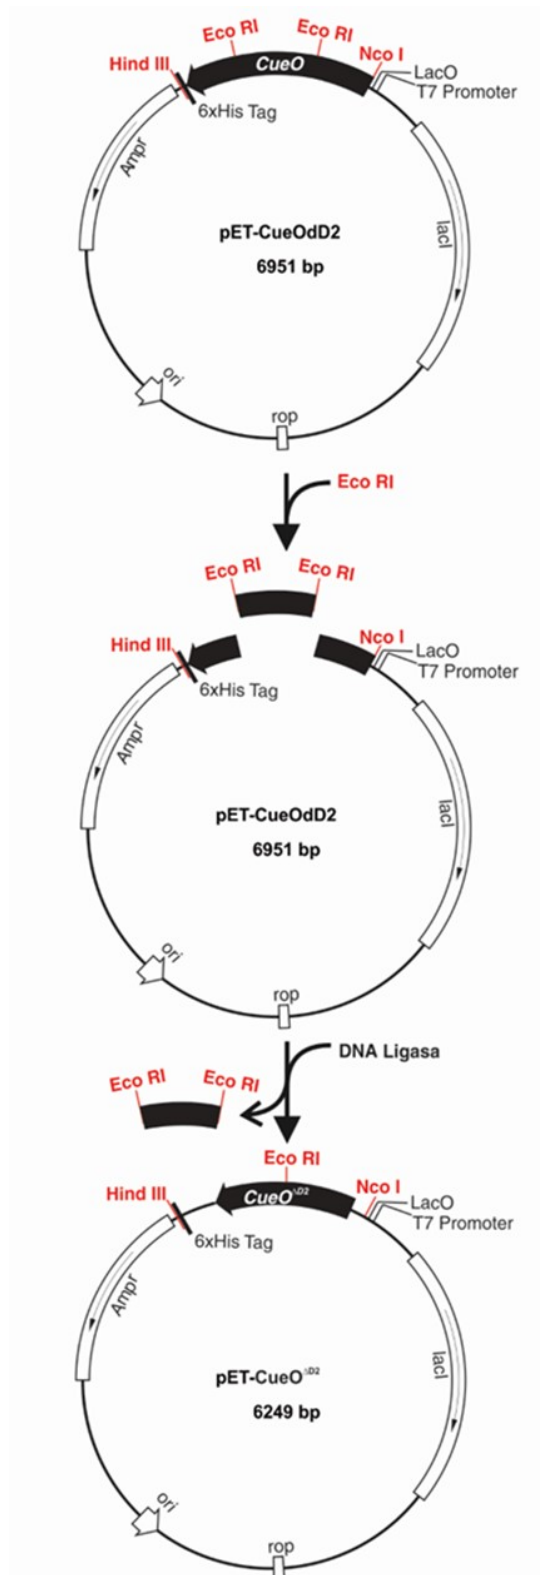 Eco RI
Eco RI
Hind III
CueO
Nco I
LacO
T7 Promoter
6xHis Tag
Ampr
lacI
pET-CueOdD2
6951 bp
ori
rop
Eco RI
Eco RI
Eco RI
Hind III
Nco I
LacO
T7 Promoter
6xHis Tag
Ampr
lacI
pET-CueOdD2
6951 bp
ori
rop
DNA Ligasa
Eco RI
Eco RI
Eco RI
Hind III
CueO^ΔD2
Nco I
LacO
T7 Promoter
6xHis Tag
Ampr
lacI
pET-CueO^ΔD2
6249 bp
ori
rop